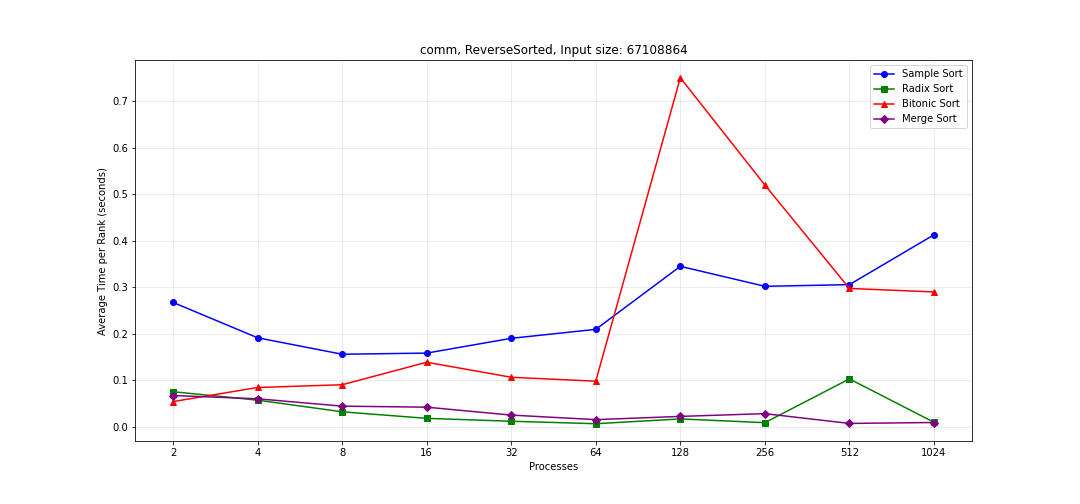 comm, ReverseSorted, Input size: 67108864
Sample Sort
Radix Sort
Bitonic Sort
Merge Sort
Average Time per Rank (seconds)
0.7
0.6
0.5
0.4
0.3
0.2
0.1
0.0
2 4 8 16 32 64 128 256 512 1024
Processes